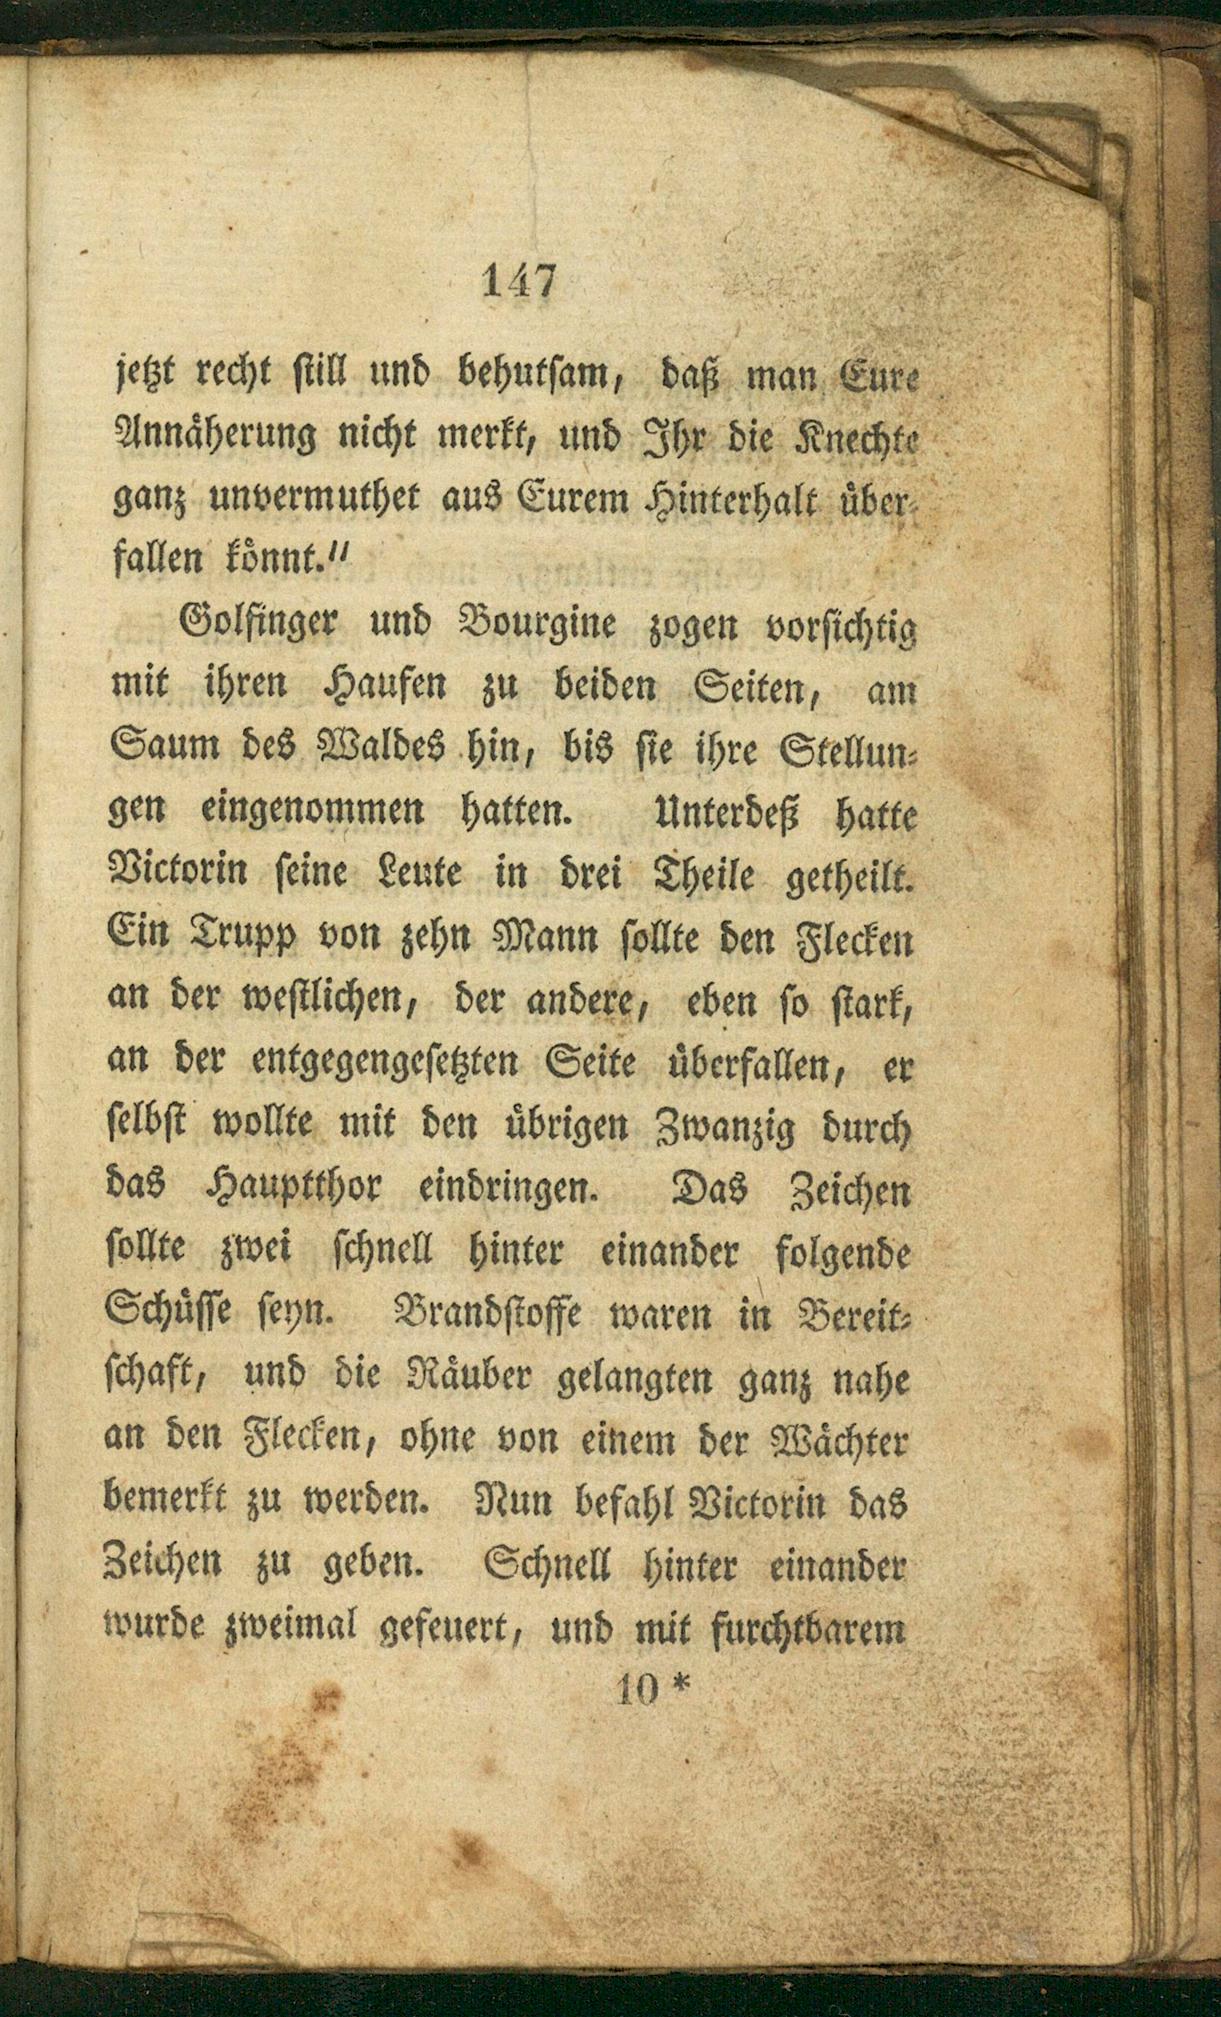 147
jetzt recht still und behutsam, daß man Eure
Annäherung nicht merkt, und Ihr die Knechte
ganz unvermuthet aus Eurem Hinterhalt über-
fallen könnt."
Golfinger und Bourgine zogen vorsichtig
mit ihren Haufen zu beiden Seiten, am
Saum des Waldes hin, bis sie ihre Stellun-
gen eingenommen hatten. Unterdeß hatte
Victorin seine Leute in drei Theile getheilt.
Ein Trupp von zehn Mann sollte den Flecken
an der westlichen, der andere, eben so stark,
an der entgegengesetzten Seite überfallen, er
selbst wollte mit den übrigen Zwanzig durch
das Hauptthor eindringen. Das Zeichen
sollte zwei schnell hinter einander folgende
Schüsse seyn. Brandstoffe waren in Bereit-
schaft, und die Räuber gelangten ganz nahe
an den Flecken, ohne von einem der Wächter
bemerkt zu werden. Nun befahl Victorin das
Zeichen zu geben. Schnell hinter einander
wurde zweimal gefeuert, und mit furchtbarem
10 *